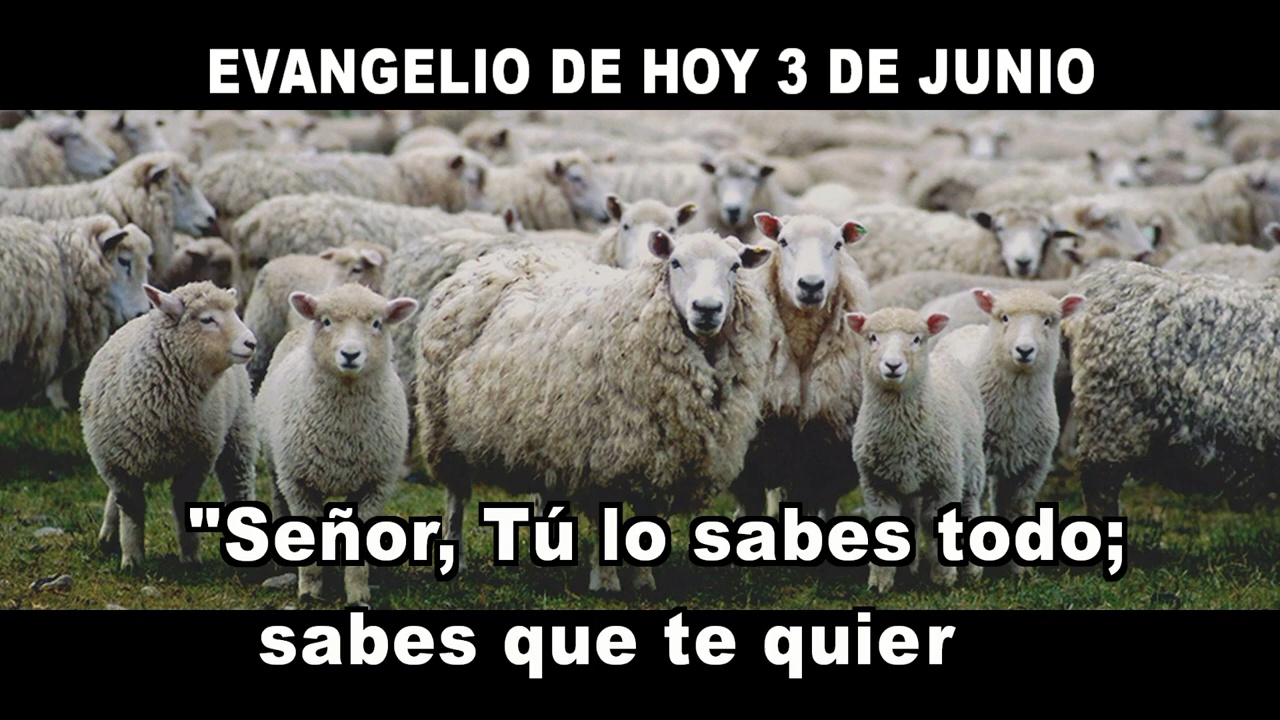 EVANGELIO DE HOY 3 DE JUNIO
"Señor, Tú lo sabes todo;
sabes que te quier